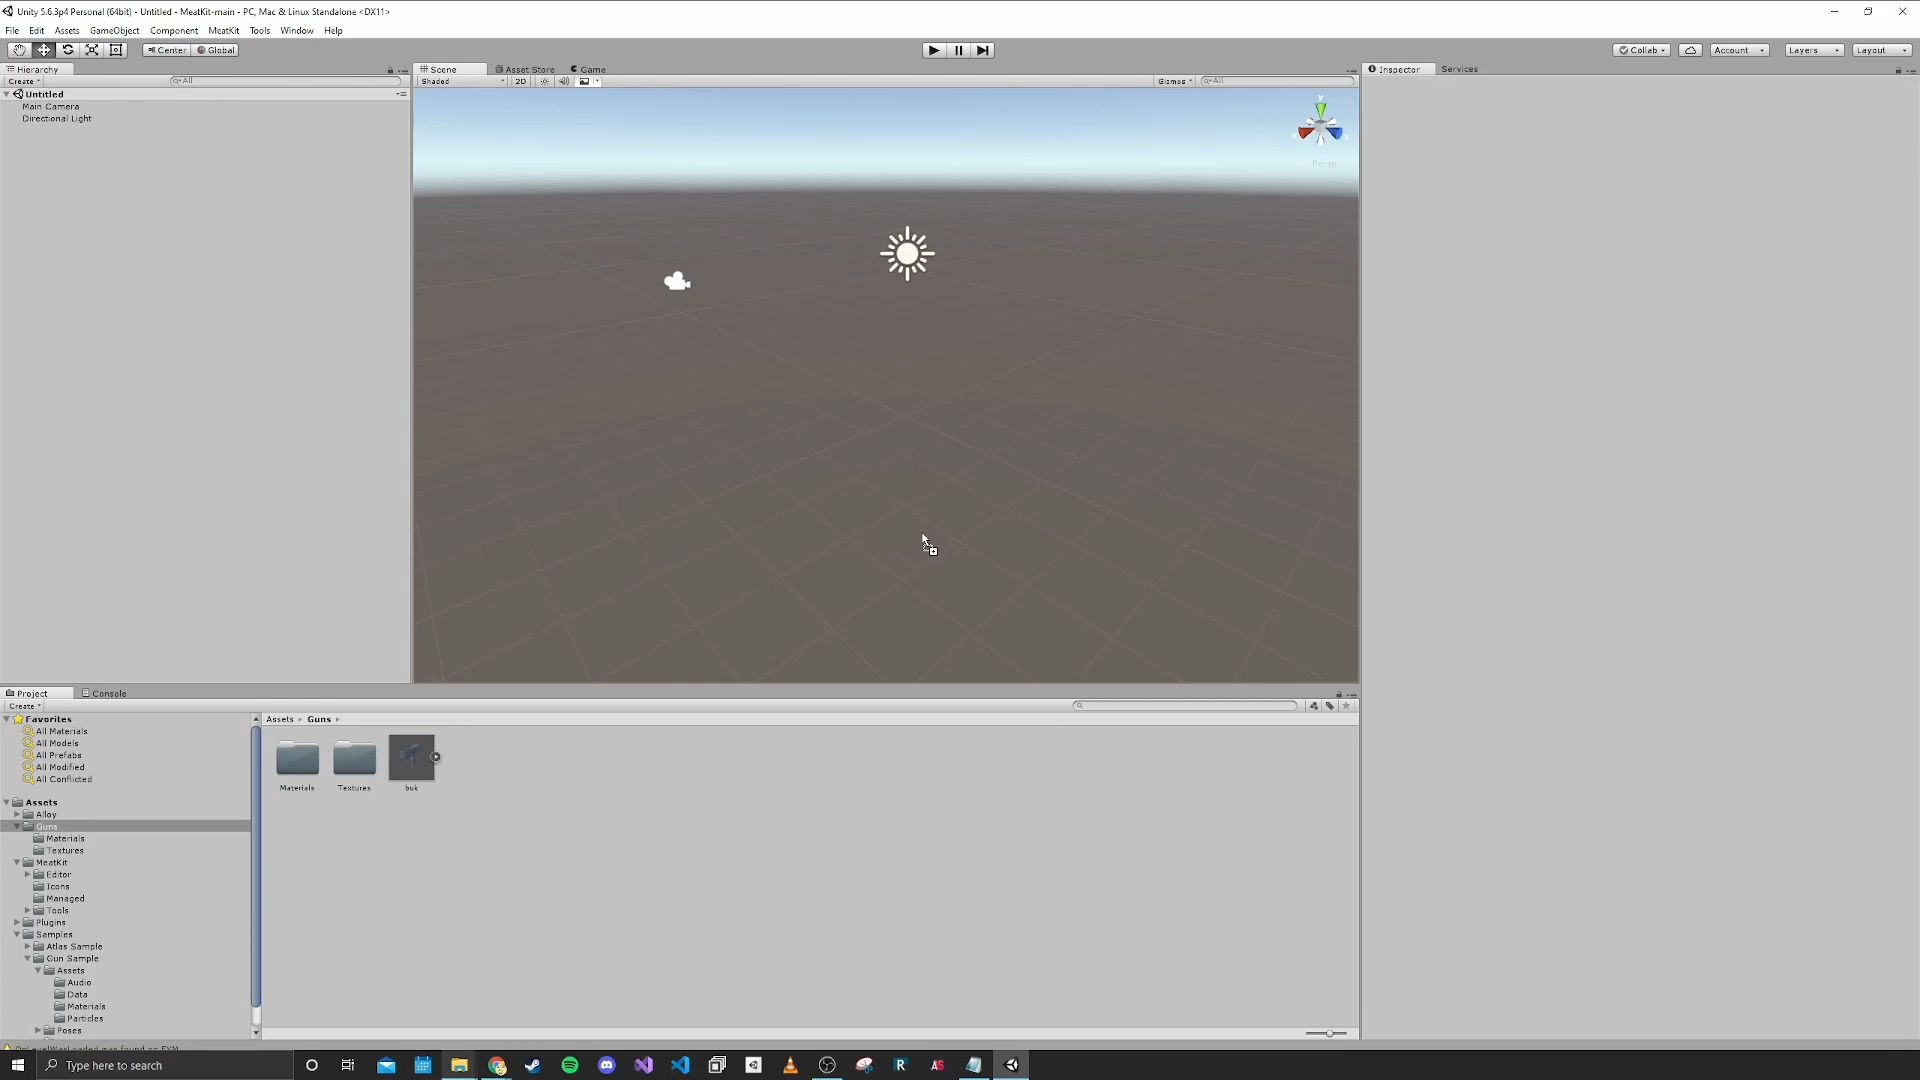 Unity 5.6.3p4 Personal (64bit) - Untitled - MeatKit-main - PC, Mac & Linux Standalone <DX11>
File Edit Assets GameObject Component MeatKit Tools Window Help
Center Global Collab Account Layers Layout
Hierarchy Scene Asset Store Game Inspector Services
Create All Shaded 2D Gizmos All
Untitled
Main Camera
Directional Light
y
Persp
Project Console
Create
Favorites
All Materials
All Models
All Prefabs
All Modified
All Conflicted
Assets
Alloy
Guns
Materials
Textures
MeatKit
Editor
Icons
Managed
Tools
Plugins
Samples
Atlas Sample
Gun Sample
Assets
Audio
Data
Materials
Particles
Poses
Assets Guns
Materials Textures buk
Type here to search
R AS